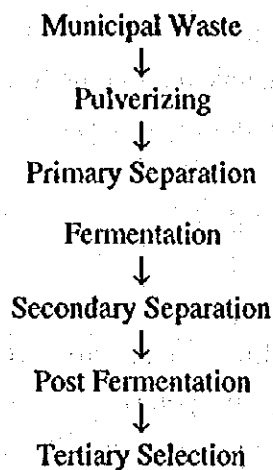 Municipal Waste
↓
Pulverizing
↓
Primary Separation
Fermentation
↓
Secondary Separation
↓
Post Fermentation
↓
Tertiary Selection